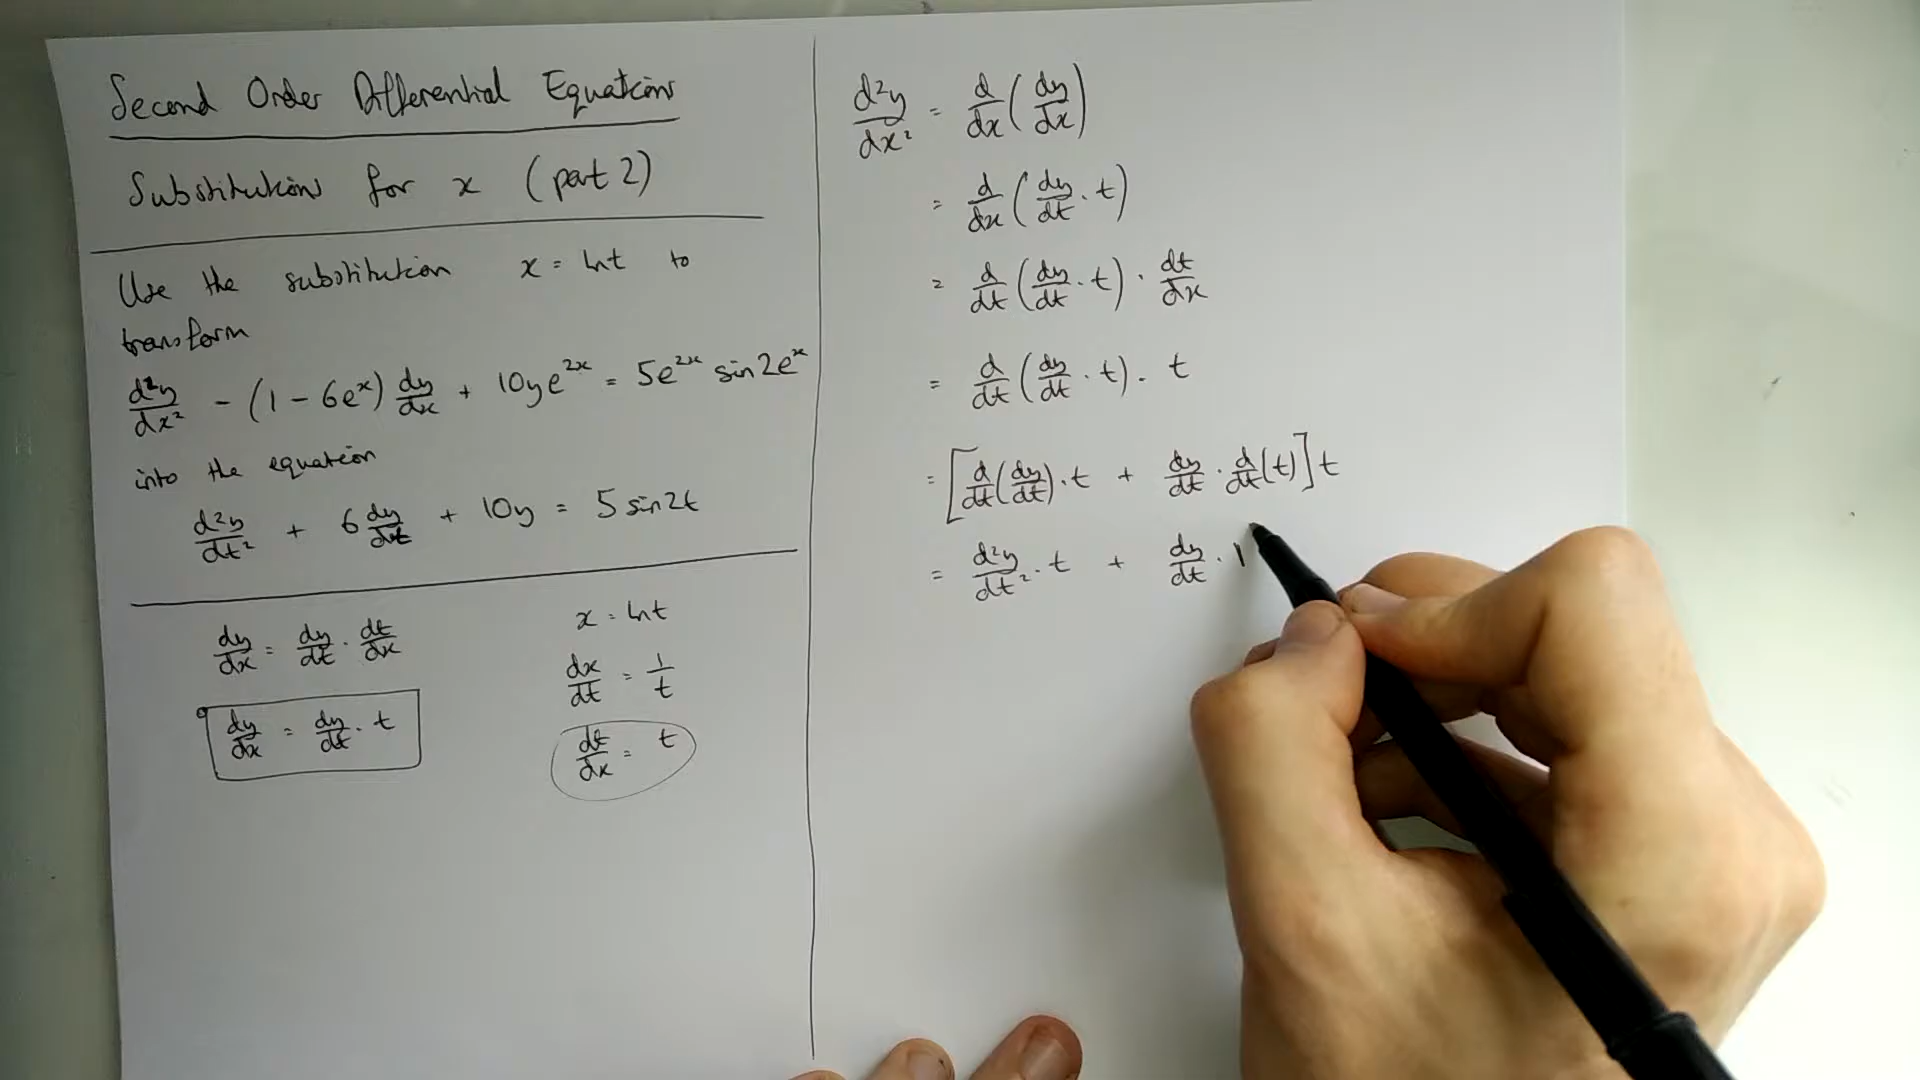 Second Order Differential Equations
Substitutions for x (part 2)
Use the substitution x = ln t to
transform
d²y/dx² - (1 - 6eˣ) dy/dx + 10ye²ˣ = 5e²ˣ sin2eˣ
into the equation
d²y/dt² + 6 dy/dt + 10y = 5 sin2t
dy/dx = dy/dt · dt/dx
dy/dx = dy/dt · t
x = ln t
dx/dt = 1/t
dt/dx = t
d²y/dx² = d/dx (dy/dx)
= d/dx (dy/dt · t)
= d/dt (dy/dt · t) · dt/dx
= d/dt (dy/dt · t) · t
= [d/dt (dy/dt) · t + dy/dt · d/dt (t)] t
= d²y/dt² · t + dy/dt · 1